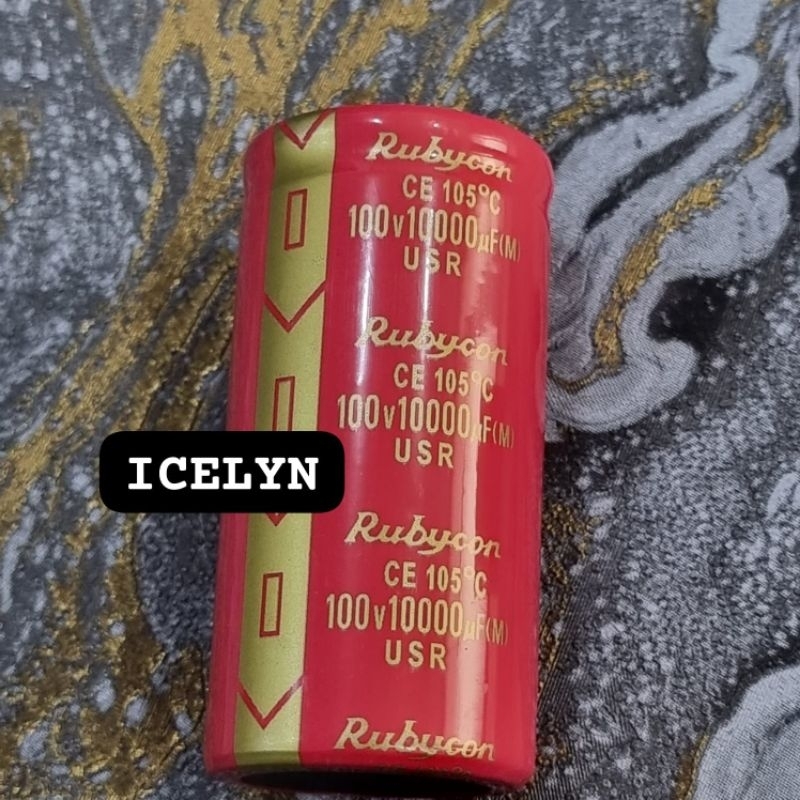 Rubycon
CE 105°C
100v10000µF(M)
USR
Rubycon
CE 105°C
100v10000µF(M)
USR
ICELYN
Rubycon
CE 105°C
100v10000µF(M)
USR
Rubycon